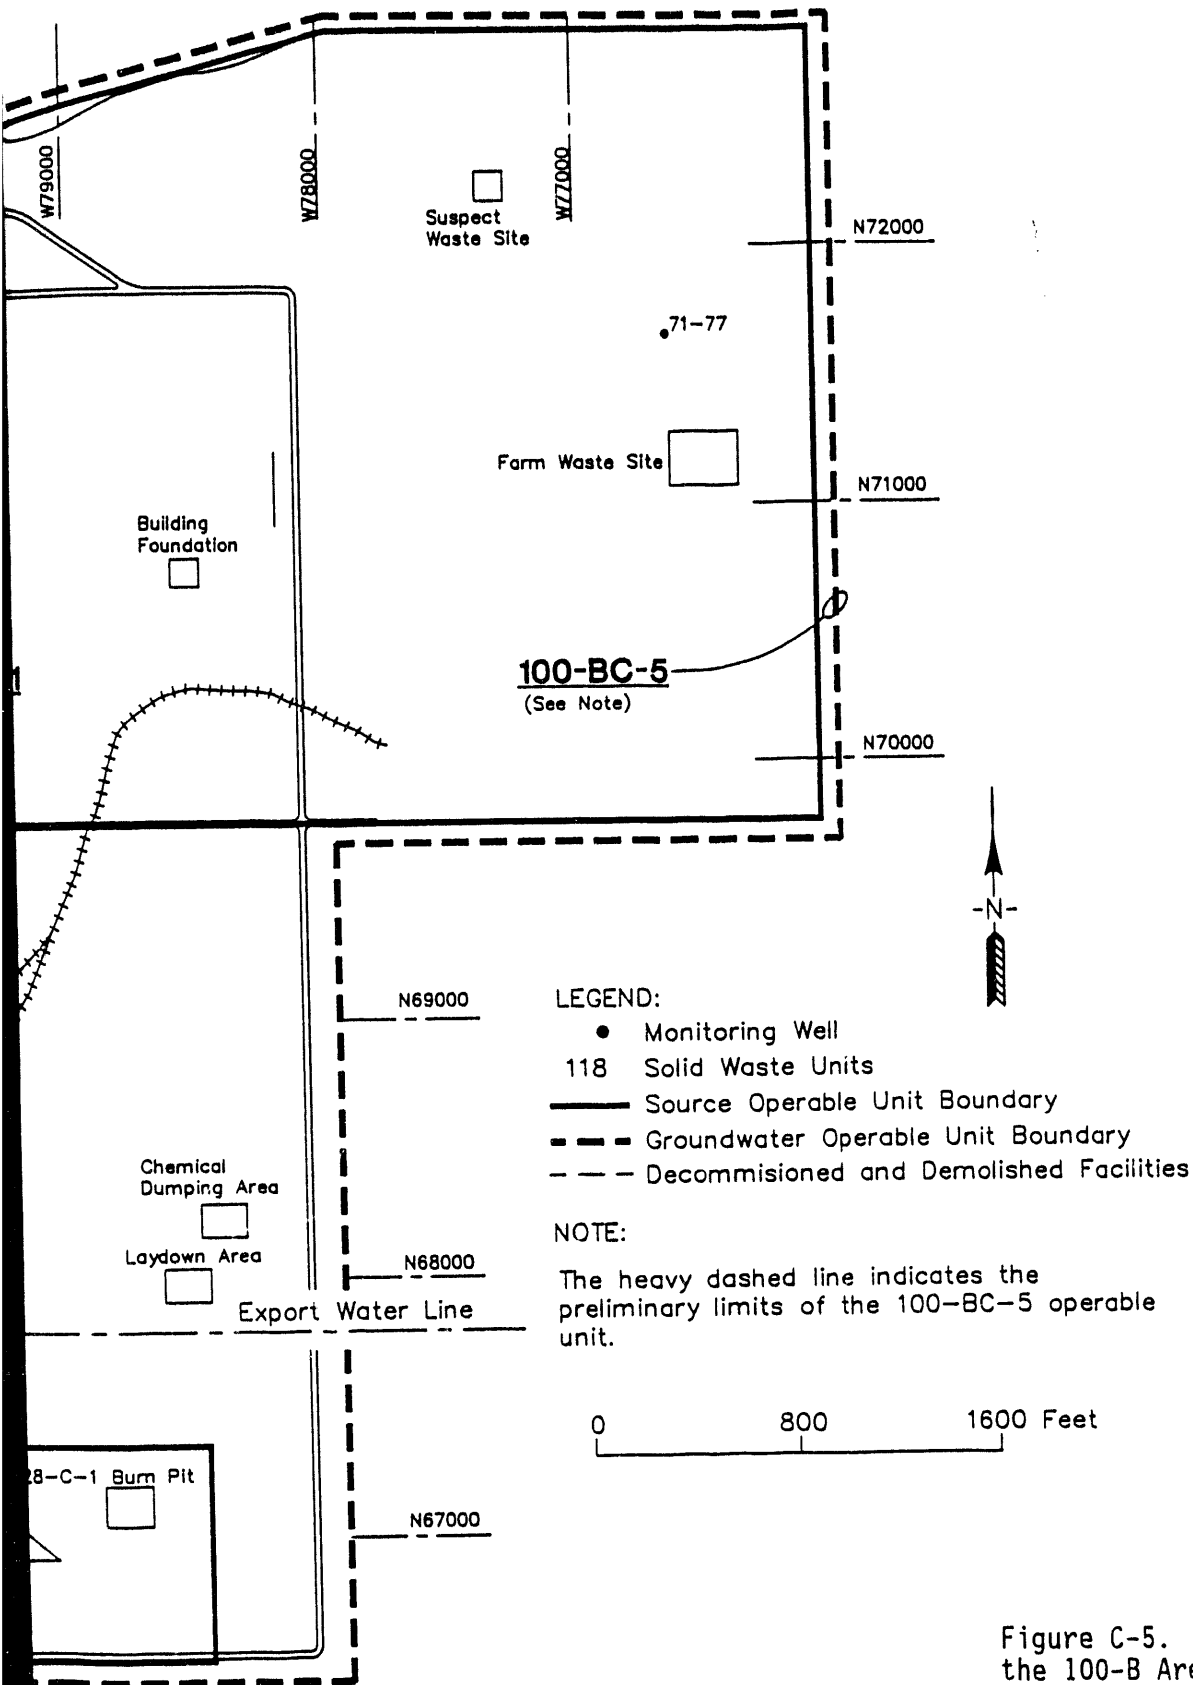 W79000
W78000
W77000
Suspect
Waste Site
N72000
71-77
Farm Waste Site
N71000
Building
Foundation
100-BC-5
(See Note)
N70000
-N-
N69000
LEGEND:
Monitoring Well
118 Solid Waste Units
Source Operable Unit Boundary
Groundwater Operable Unit Boundary
Decommisioned and Demolished Facilities
Chemical
Dumping Area
Laydown Area
N68000
Export Water Line
NOTE:
The heavy dashed line indicates the
preliminary limits of the 100-BC-5 operable
unit.
0 800 1600 Feet
28-C-1 Burn Pit
N67000
Figure C-5.
the 100-B Are